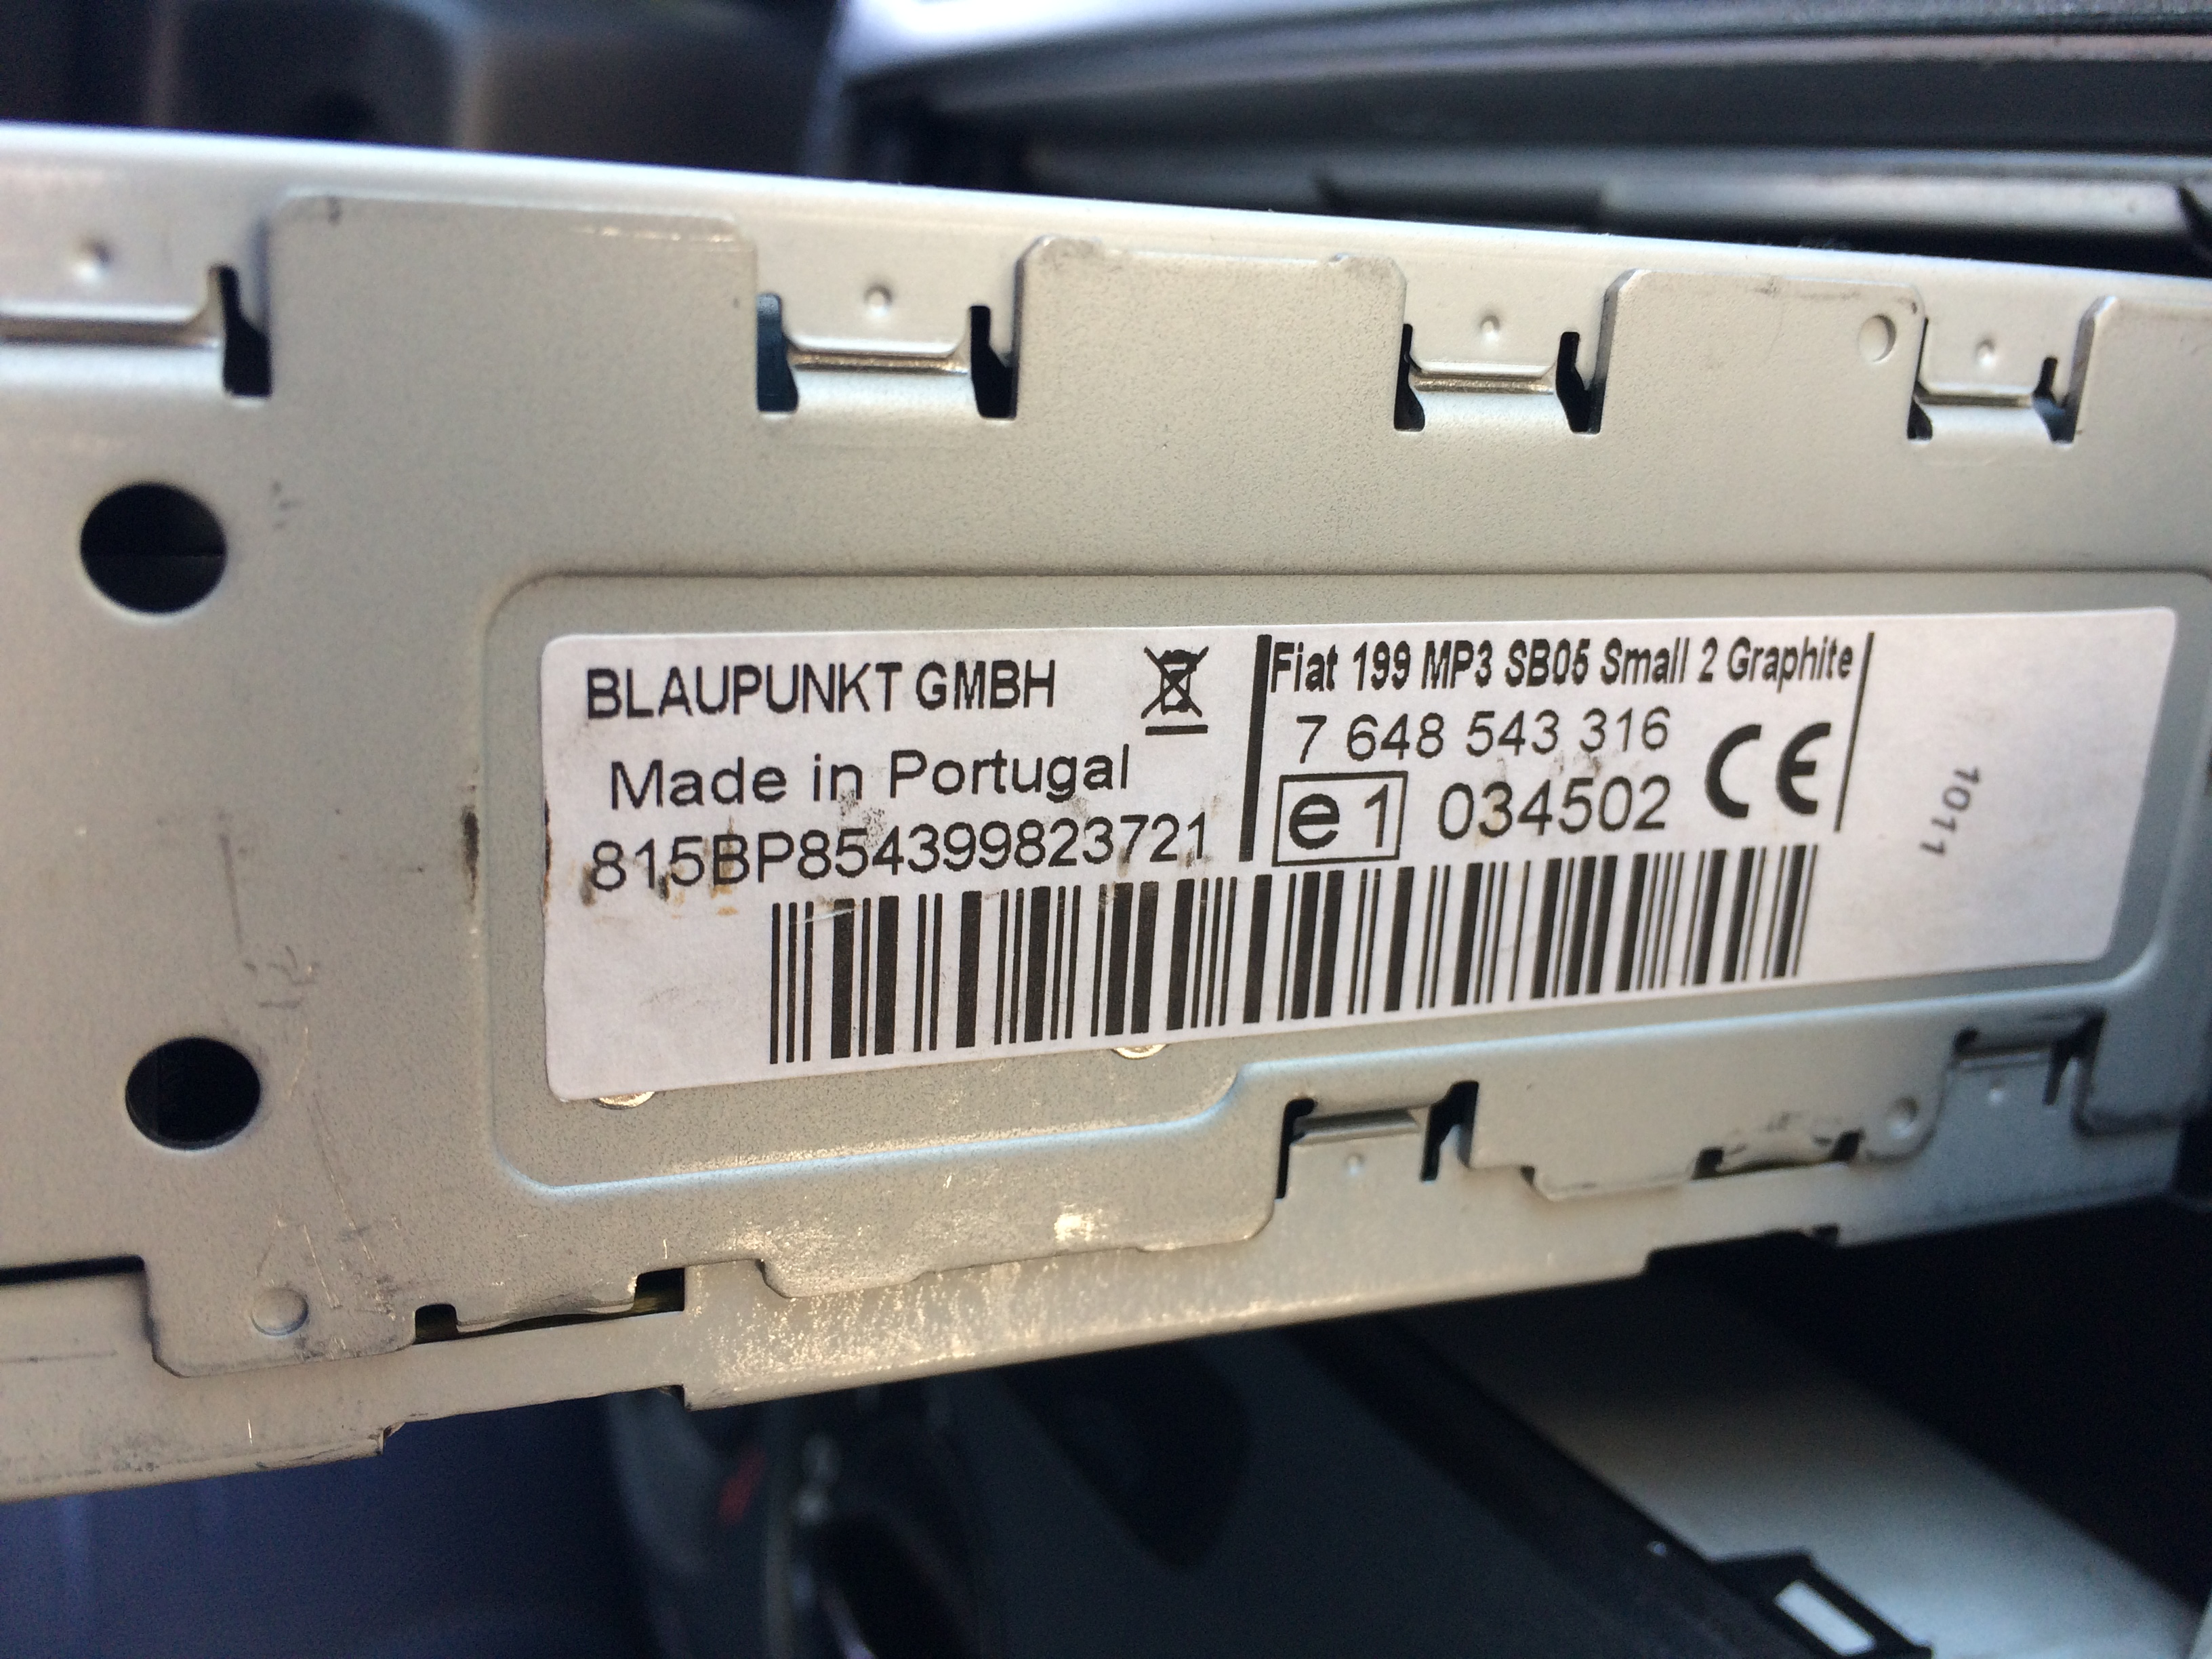 BLAUPUNKT GMBH
Made in Portugal
815BP854399823721
Fiat 199 MP3 SB05 Small 2 Graphite
7 648 543 316
e1 034502 CE
1011